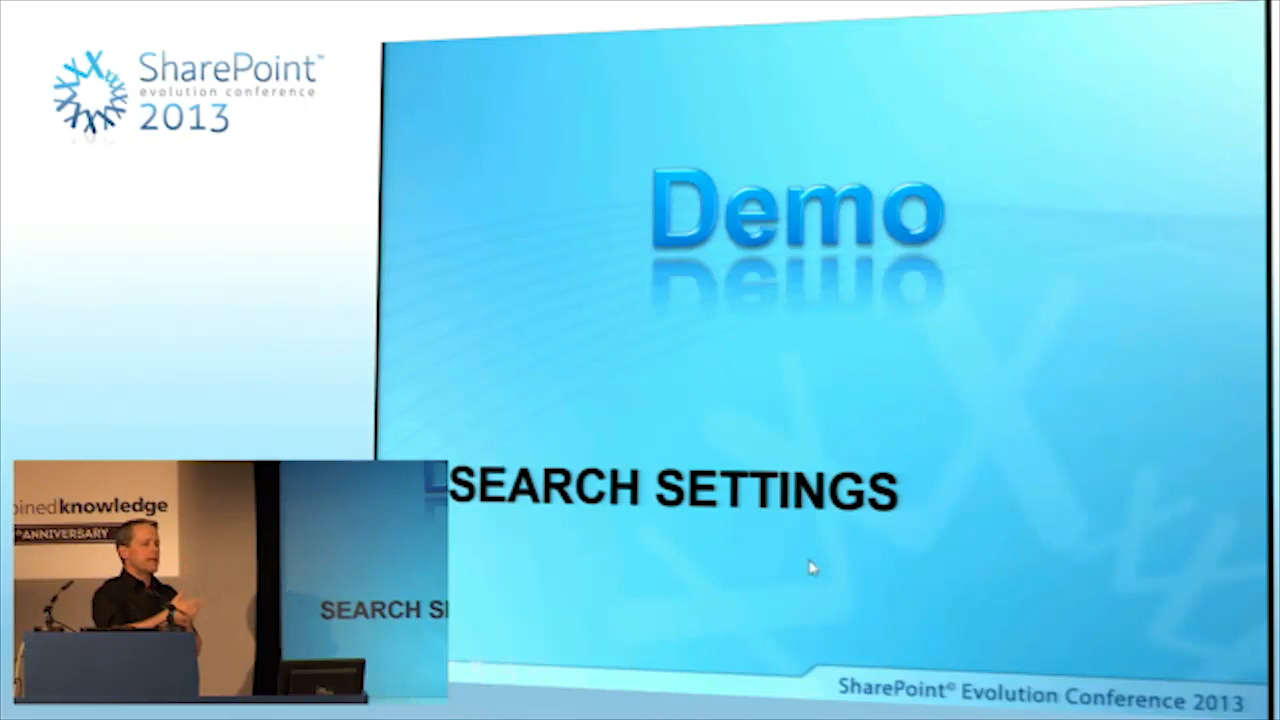 SharePoint™
evolution conference
2013
Demo
SEARCH SETTINGS
knowledge
ANNIVERSARY
SEARCH
SharePoint® Evolution Conference 2013